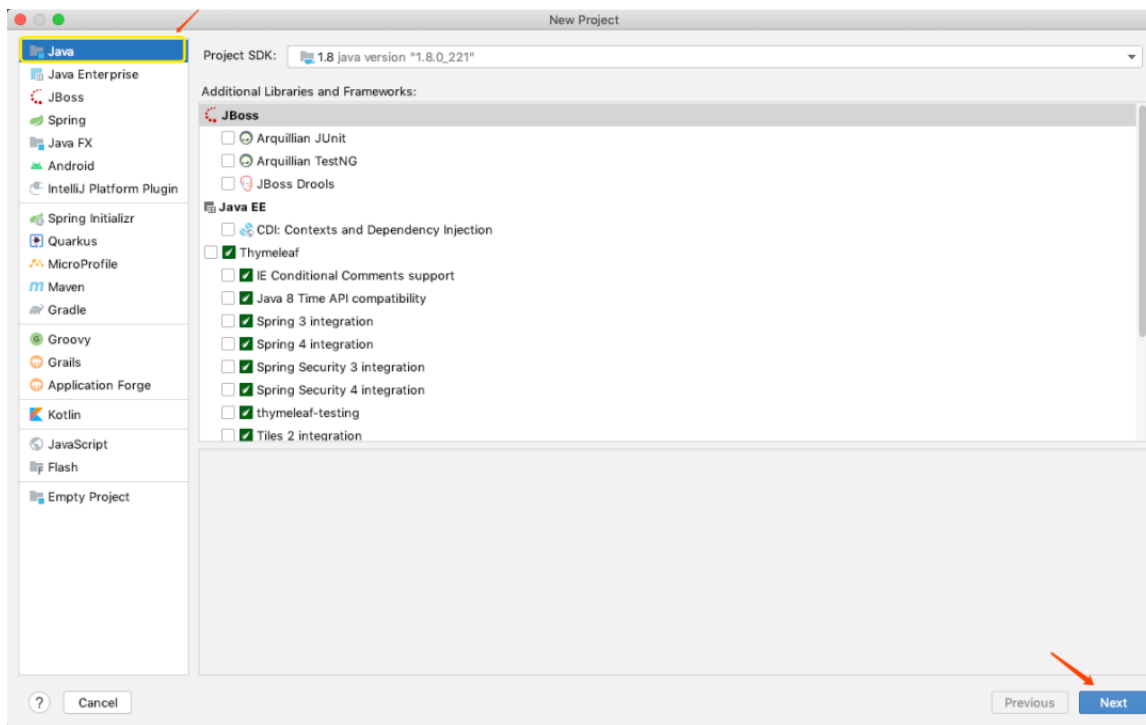 New Project
Java
Java Enterprise
JBoss
Spring
Java FX
Android
IntelliJ Platform Plugin
Spring Initializr
Quarkus
MicroProfile
Maven
Gradle
Groovy
Grails
Application Forge
Kotlin
JavaScript
Flash
Empty Project
Project SDK:
1.8 java version "1.8.0_221"
Additional Libraries and Frameworks:
JBoss
Arquillian JUnit
Arquillian TestNG
JBoss Drools
Java EE
CDI: Contexts and Dependency Injection
Thymeleaf
IE Conditional Comments support
Java 8 Time API compatibility
Spring 3 integration
Spring 4 integration
Spring Security 3 integration
Spring Security 4 integration
thymeleaf-testing
Tiles 2 integration
?
Cancel
Previous
Next